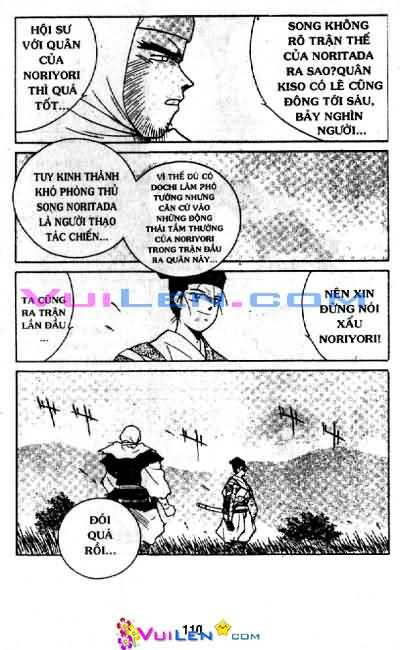 HỘI SƯ
VỚI QUÂN
CỦA
NORIYORI
THÌ QUÁ
TỐT...
SONG KHÔNG
RÕ TRẬN THẾ
CỦA NORITADA
RA SAO?QUÂN
KISO CÓ LẼ CŨNG
ĐÔNG TỚI SÁU,
BẢY NGHÌN
NGƯỜI...
TUY KINH THÀNH
KHÓ PHÒNG THỦ
SONG NORITADA
LÀ NGƯỜI THẠO
TÁC CHIẾN...
VÌ THẾ DÙ CÓ
DOCHI LÀM PHÓ
TƯỚNG NHƯNG
CĂN CỨ VÀO
NHỮNG ĐỘNG
THÁI TẦM THƯỜNG
CỦA NORIYORI
TRONG TRẬN ĐẦU
RA QUÂN NÀY...
TA CŨNG
RA TRẬN
LẦN ĐẦU
...
NÊN XIN
ĐỪNG NÓI
XẤU
NORIYORI!
VUILEN.COM
ĐÓI
QUÁ
RỒI...
110
VUILEN.COM